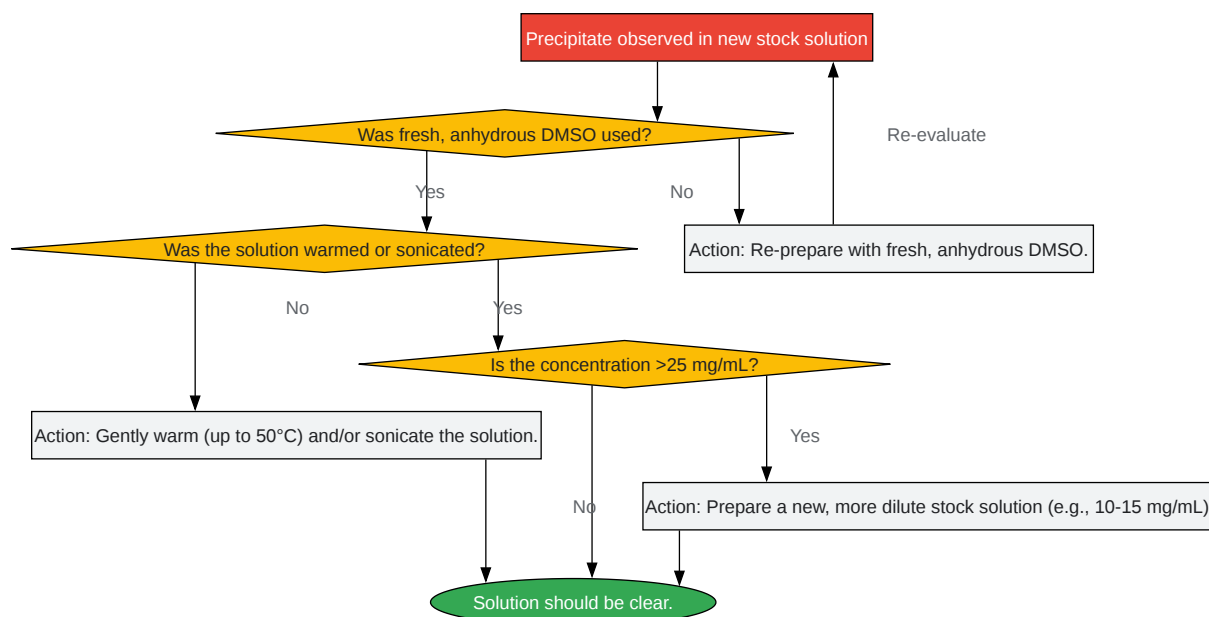 Precipitate observed in new stock solution
Was fresh, anhydrous DMSO used?
Re-evaluate
Yes
No
Was the solution warmed or sonicated?
Action: Re-prepare with fresh, anhydrous DMSO.
No
Yes
Is the concentration >25 mg/mL?
Action: Gently warm (up to 50°C) and/or sonicate the solution.
Yes
No
Action: Prepare a new, more dilute stock solution (e.g., 10-15 mg/mL)
Solution should be clear.